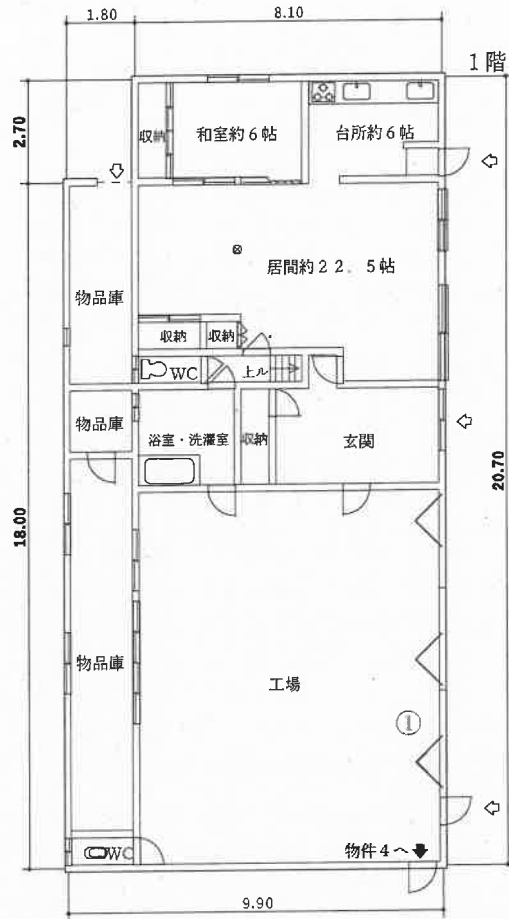 1.80
8.10
1階
2.70
収納
和室約6帖
台所約6帖
物品庫
居間約22.5帖
収納
収納
WC
上ル
物品庫
浴室・洗濯室
収納
玄関
18.00
20.70
物品庫
工場
①
WC
物件4へ
9.90